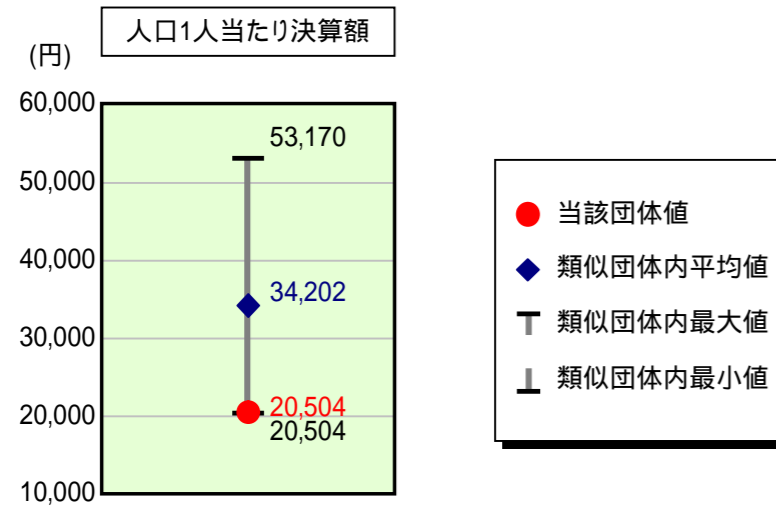 人口1人当たり決算額
(円)
60,000
53,170
50,000
40,000
34,202
30,000
20,504
20,000
20,504
10,000
当該団体値
類似団体内平均値
類似団体内最大値
類似団体内最小値